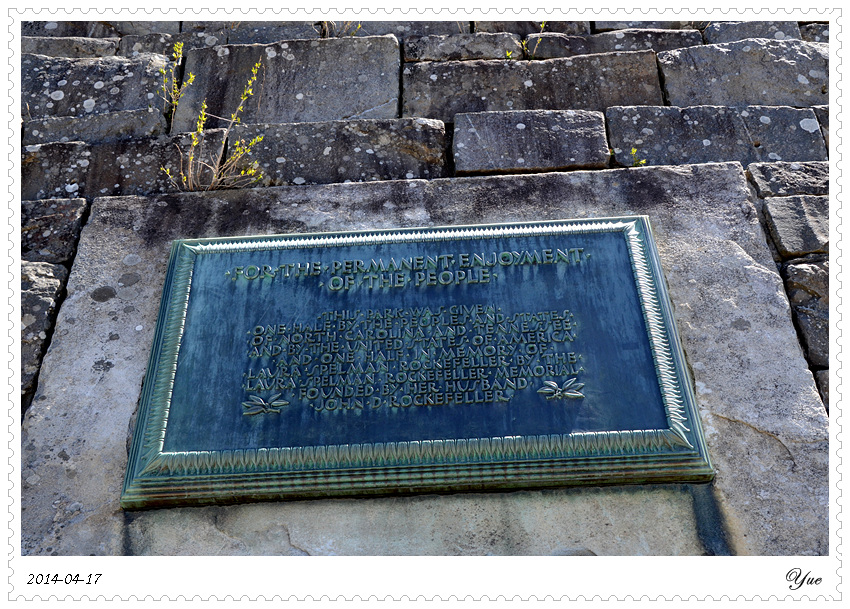 ·FOR·THE·PERMANENT·ENJOYMENT·
·OF·THE·PEOPLE·
·THIS·PARK·WAS·GIVEN·
·ONE·HALF·BY·THE·PEOPLES·AND·STATES
OF·NORTH·CAROLINA·AND·TENNESSEE
AND·BY·THE·UNITED·STATES·OF·AMERICA
·AND·ONE·HALF·IN·MEMORY·OF·
LAURA·SPELMAN·ROCKEFELLER·BY·THE
LAURA·SPELMAN·ROCKEFELLER·MEMORIAL
·FOUNDED·BY·HER·HUSBAND·
·JOHN·D·ROCKEFELLER·
2014-04-17
Yue